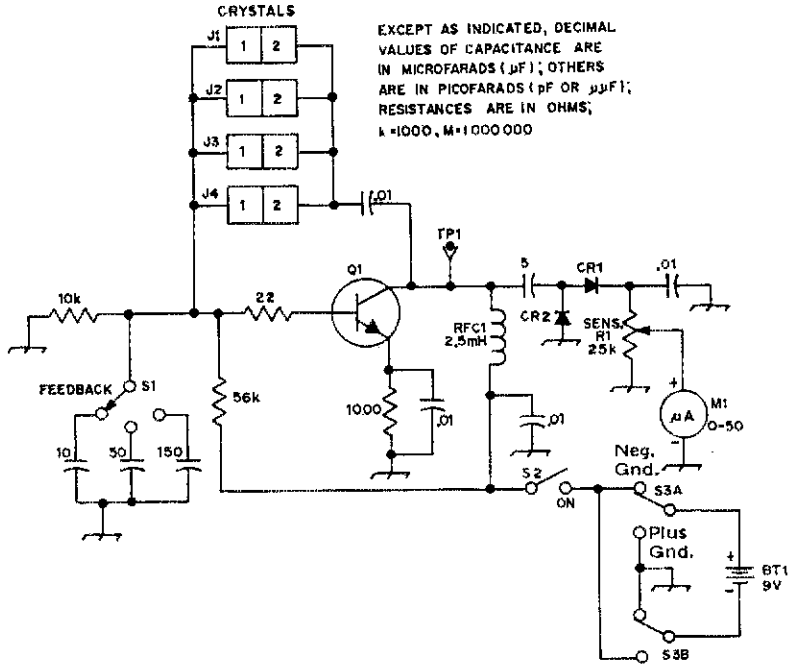 CRYSTALS
EXCEPT AS INDICATED, DECIMAL
VALUES OF CAPACITANCE ARE
IN MICROFARADS (µF); OTHERS
ARE IN PICOFARADS (pF OR µµF);
RESISTANCES ARE IN OHMS;
k=1000, M=1000000
J1 1 2
J2 1 2
J3 1 2
J4 1 2
.01
TP1
Q1
5
CR1
.01
10k
22
CR2
RFC1
2.5mH
SENS.
R1
25k
FEEDBACK
S1
56k
1000
.01
.01
+
µA
M1
0-50
-
10
50
150
Neg.
Gnd.
S2
ON
S3A
Plus
Gnd.
+
BT1
9V
-
S3B